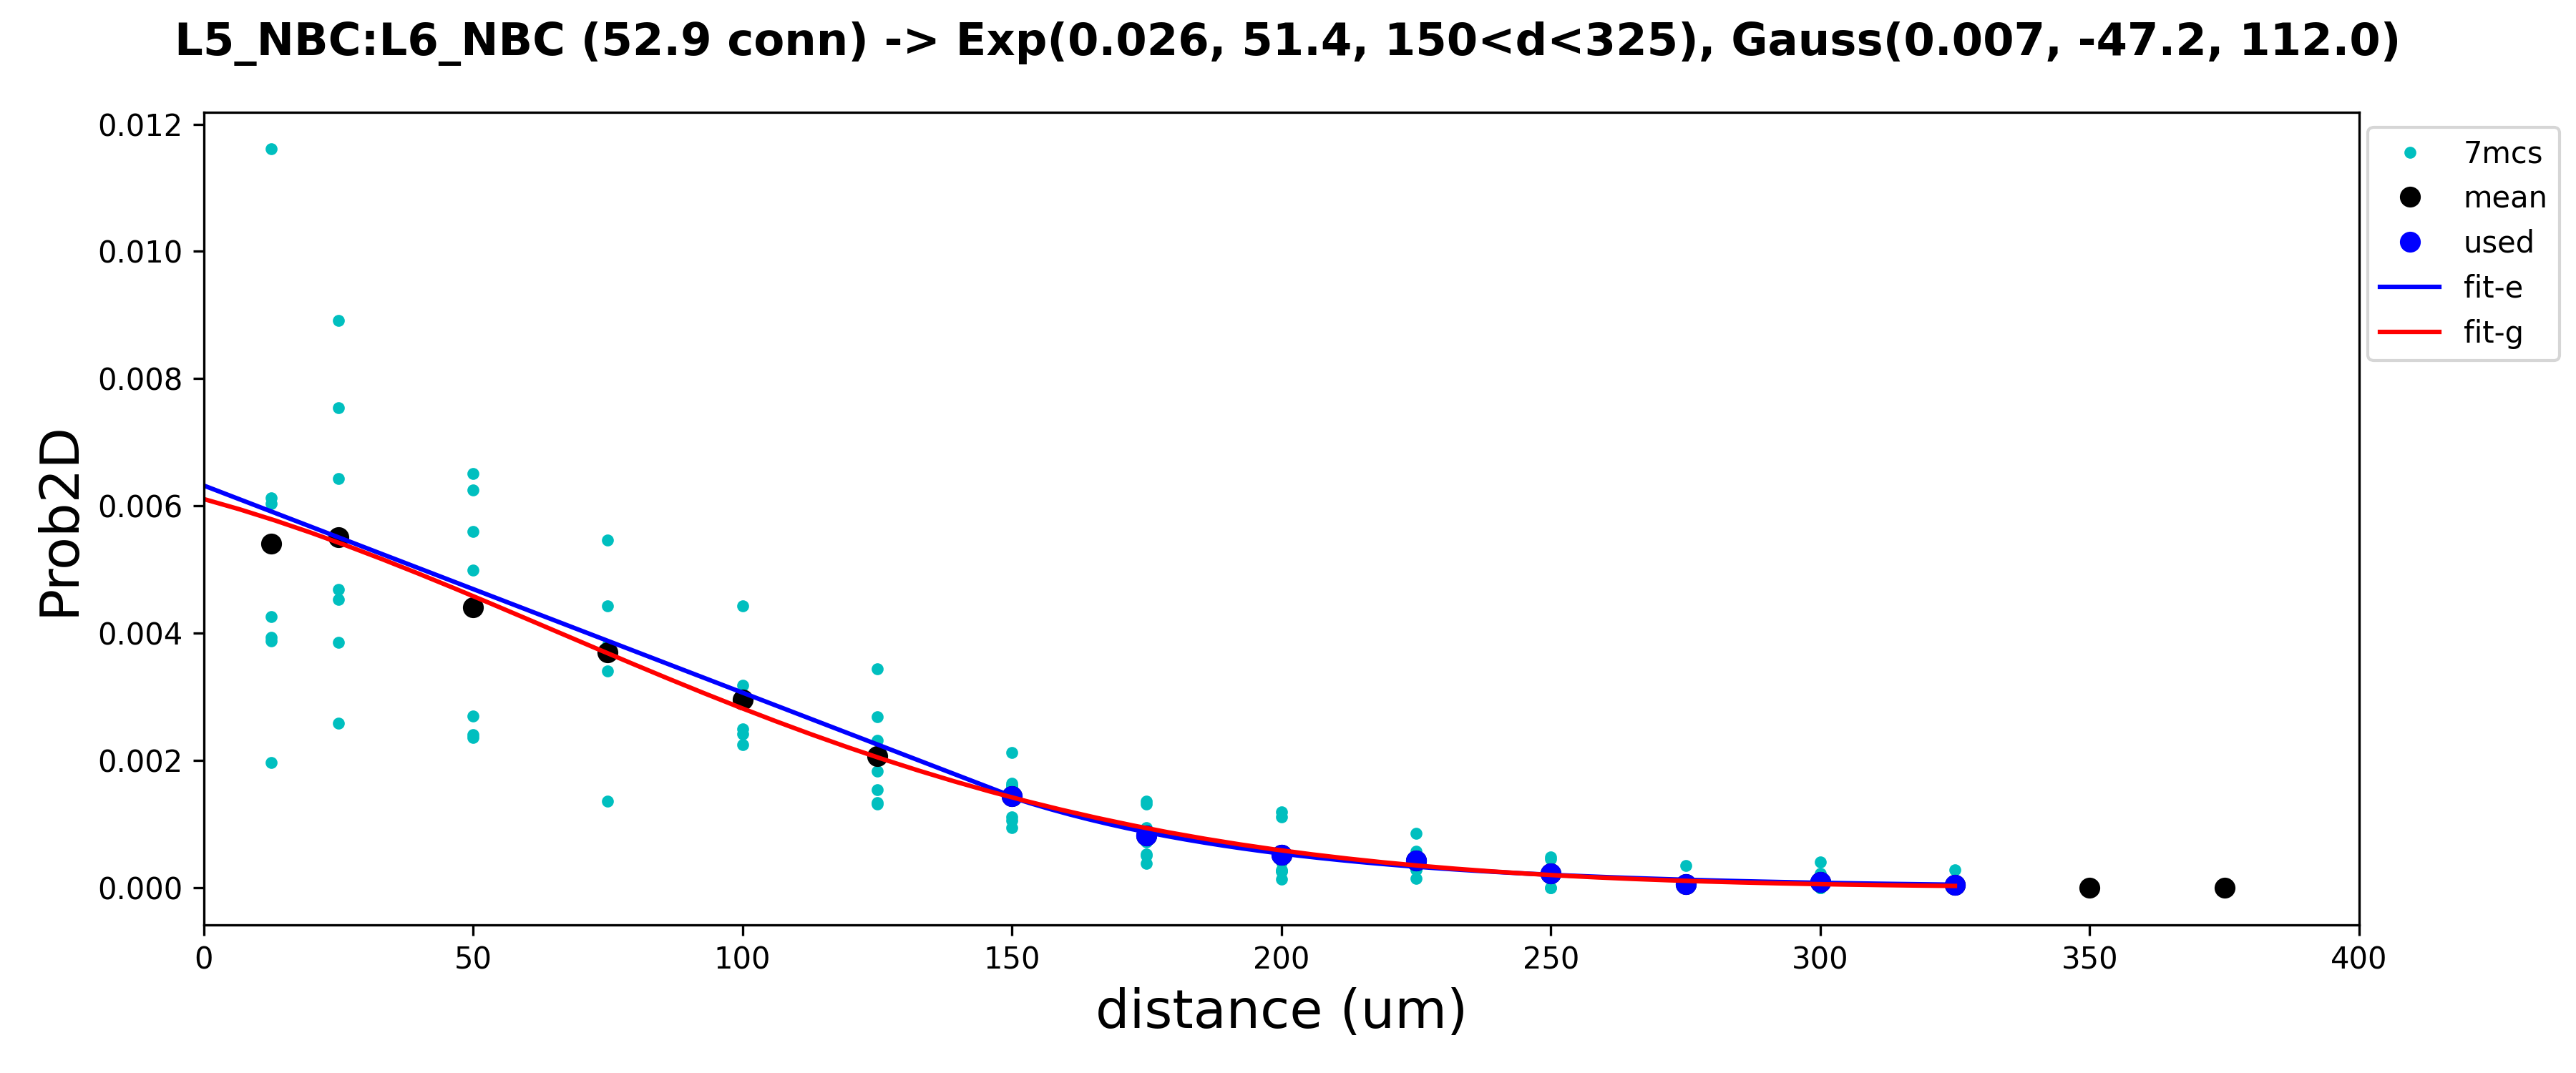 L5_NBC:L6_NBC (52.9 conn) -> Exp(0.026, 51.4, 150<d<325), Gauss(0.007, -47.2, 112.0)
0.012
0.010
0.008
0.006
0.004
0.002
0.000
Prob2D
0 50 100 150 200 250 300 350 400
distance (um)
7mcs
mean
used
fit-e
fit-g